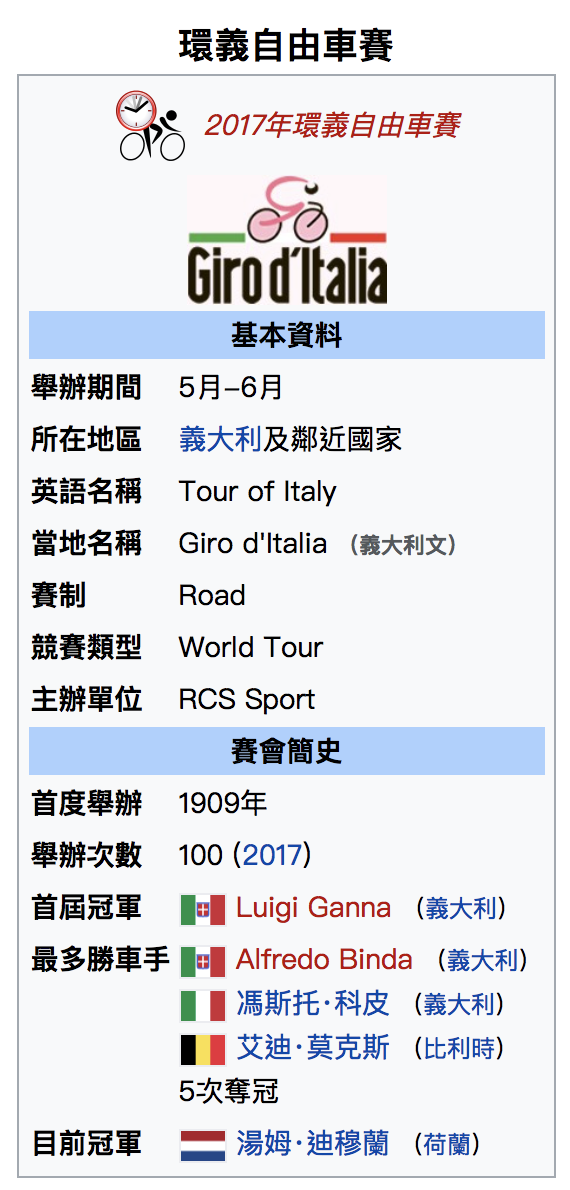 環義自由車賽
2017年環義自由車賽
Giro d'Italia
基本資料
舉辦期間 5月–6月
所在地區 義大利及鄰近國家
英語名稱 Tour of Italy
當地名稱 Giro d'Italia （義大利文）
賽制 Road
競賽類型 World Tour
主辦單位 RCS Sport
賽會簡史
首度舉辦 1909年
舉辦次數 100 (2017)
首屆冠軍 Luigi Ganna （義大利）
最多勝車手 Alfredo Binda （義大利）
馮斯托·科皮 （義大利）
艾迪·莫克斯 （比利時）
5次奪冠
目前冠軍 湯姆·迪穆蘭 （荷蘭）